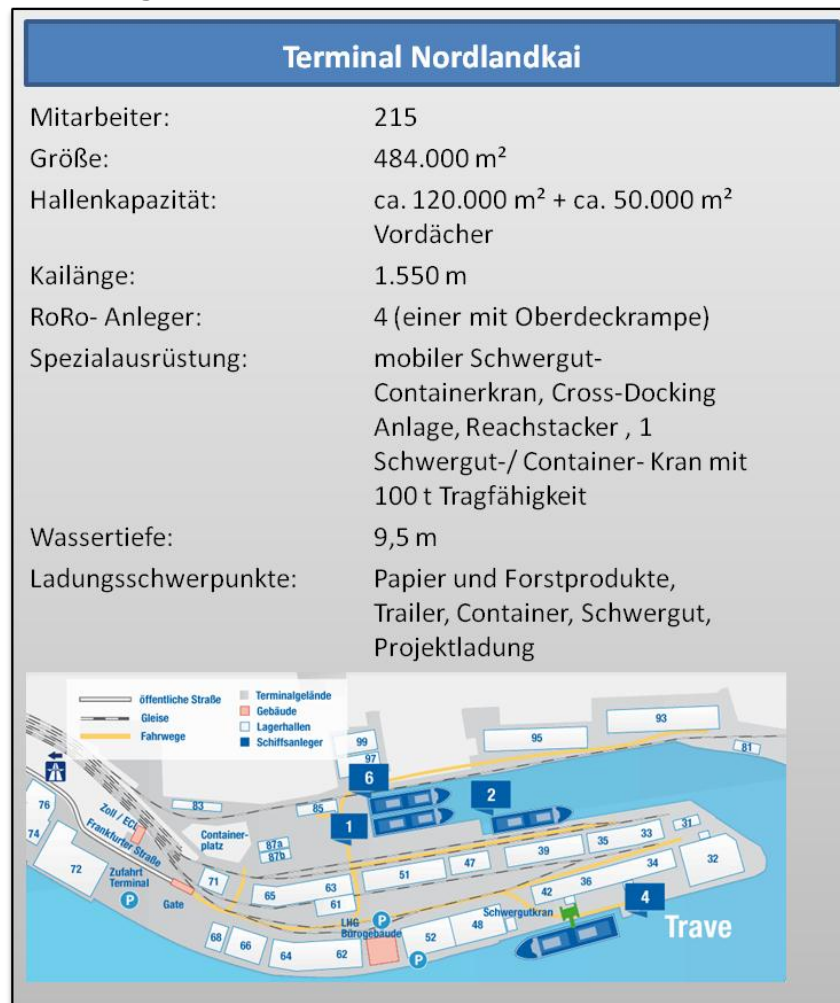 Terminal Nordlandkai
Mitarbeiter: 215
Größe: 484.000 m²
Hallenkapazität: ca. 120.000 m² + ca. 50.000 m²
Vordächer
Kailänge: 1.550 m
RoRo- Anleger: 4 (einer mit Oberdeckrampe)
Spezialausrüstung: mobiler Schwergut-
Containerkran, Cross-Docking
Anlage, Reachstacker , 1
Schwergut-/ Container- Kran mit
100 t Tragfähigkeit
Wassertiefe: 9,5 m
Ladungsschwerpunkte: Papier und Forstprodukte,
Trailer, Container, Schwergut,
Projektladung
öffentliche Straße
Gleise
Fahrwege
Terminalgelände
Gebäude
Lagerhallen
Schiffsanleger
93
95
99
97
81
6
2
1
83
85
76
74
72
Zoll / ECL
Frankfurter Straße
Container-
platz
87a
87b
Zufahrt
Terminal
P
Gate
71
65
63
61
51
47
39
35
33
31
32
34
36
42
4
Schwergutkran
Trave
LHG
Bürogebäude
P
52
48
P
68
66
64
62